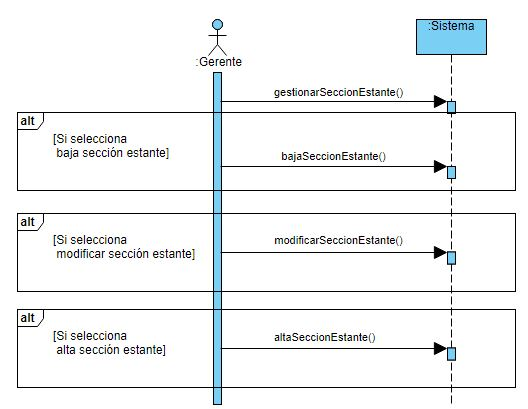 :Sistema
:Gerente
gestionarSeccionEstante()
alt
[Si selecciona
baja sección estante]
bajaSeccionEstante()
alt
[Si selecciona
modificar sección estante]
modificarSeccionEstante()
alt
[Si selecciona
alta sección estante]
altaSeccionEstante()